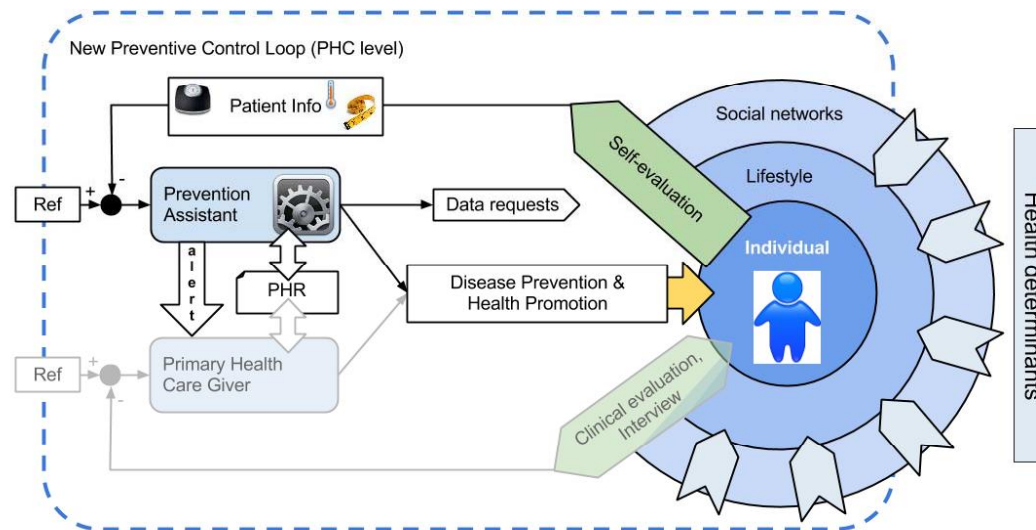 New Preventive Control Loop (PHC level)
Patient Info
Social networks
Self-evaluation
Lifestyle
Ref
+
-
Prevention
Assistant
Data requests
Individual
alert
PHR
Disease Prevention &
Health Promotion
Health determinants
Ref
+
-
Primary Health
Care Giver
Clinical evaluation,
Interview